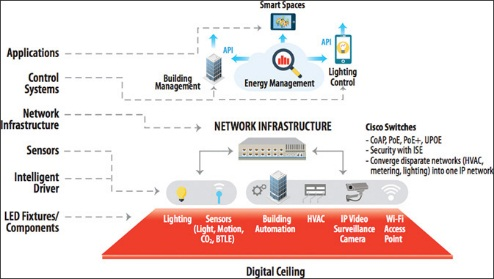 Smart Spaces
API
API
Applications
Building
Management
Energy Management
Lighting
Control
Control
Systems
Network
Infrastructure
NETWORK INFRASTRUCTURE
Cisco Switches
- CoAP, PoE, PoE+, UPOE
- Security with ISE
- Converge disparate networks (HVAC,
metering, lighting) into one IP network
Sensors
Intelligent
Driver
LED Fixtures/
Components
Lighting
Sensors
(Light, Motion,
CO₂, BTLE)
Building
Automation
HVAC
IP Video
Surveillance
Camera
Wi-Fi
Access
Point
Digital Ceiling